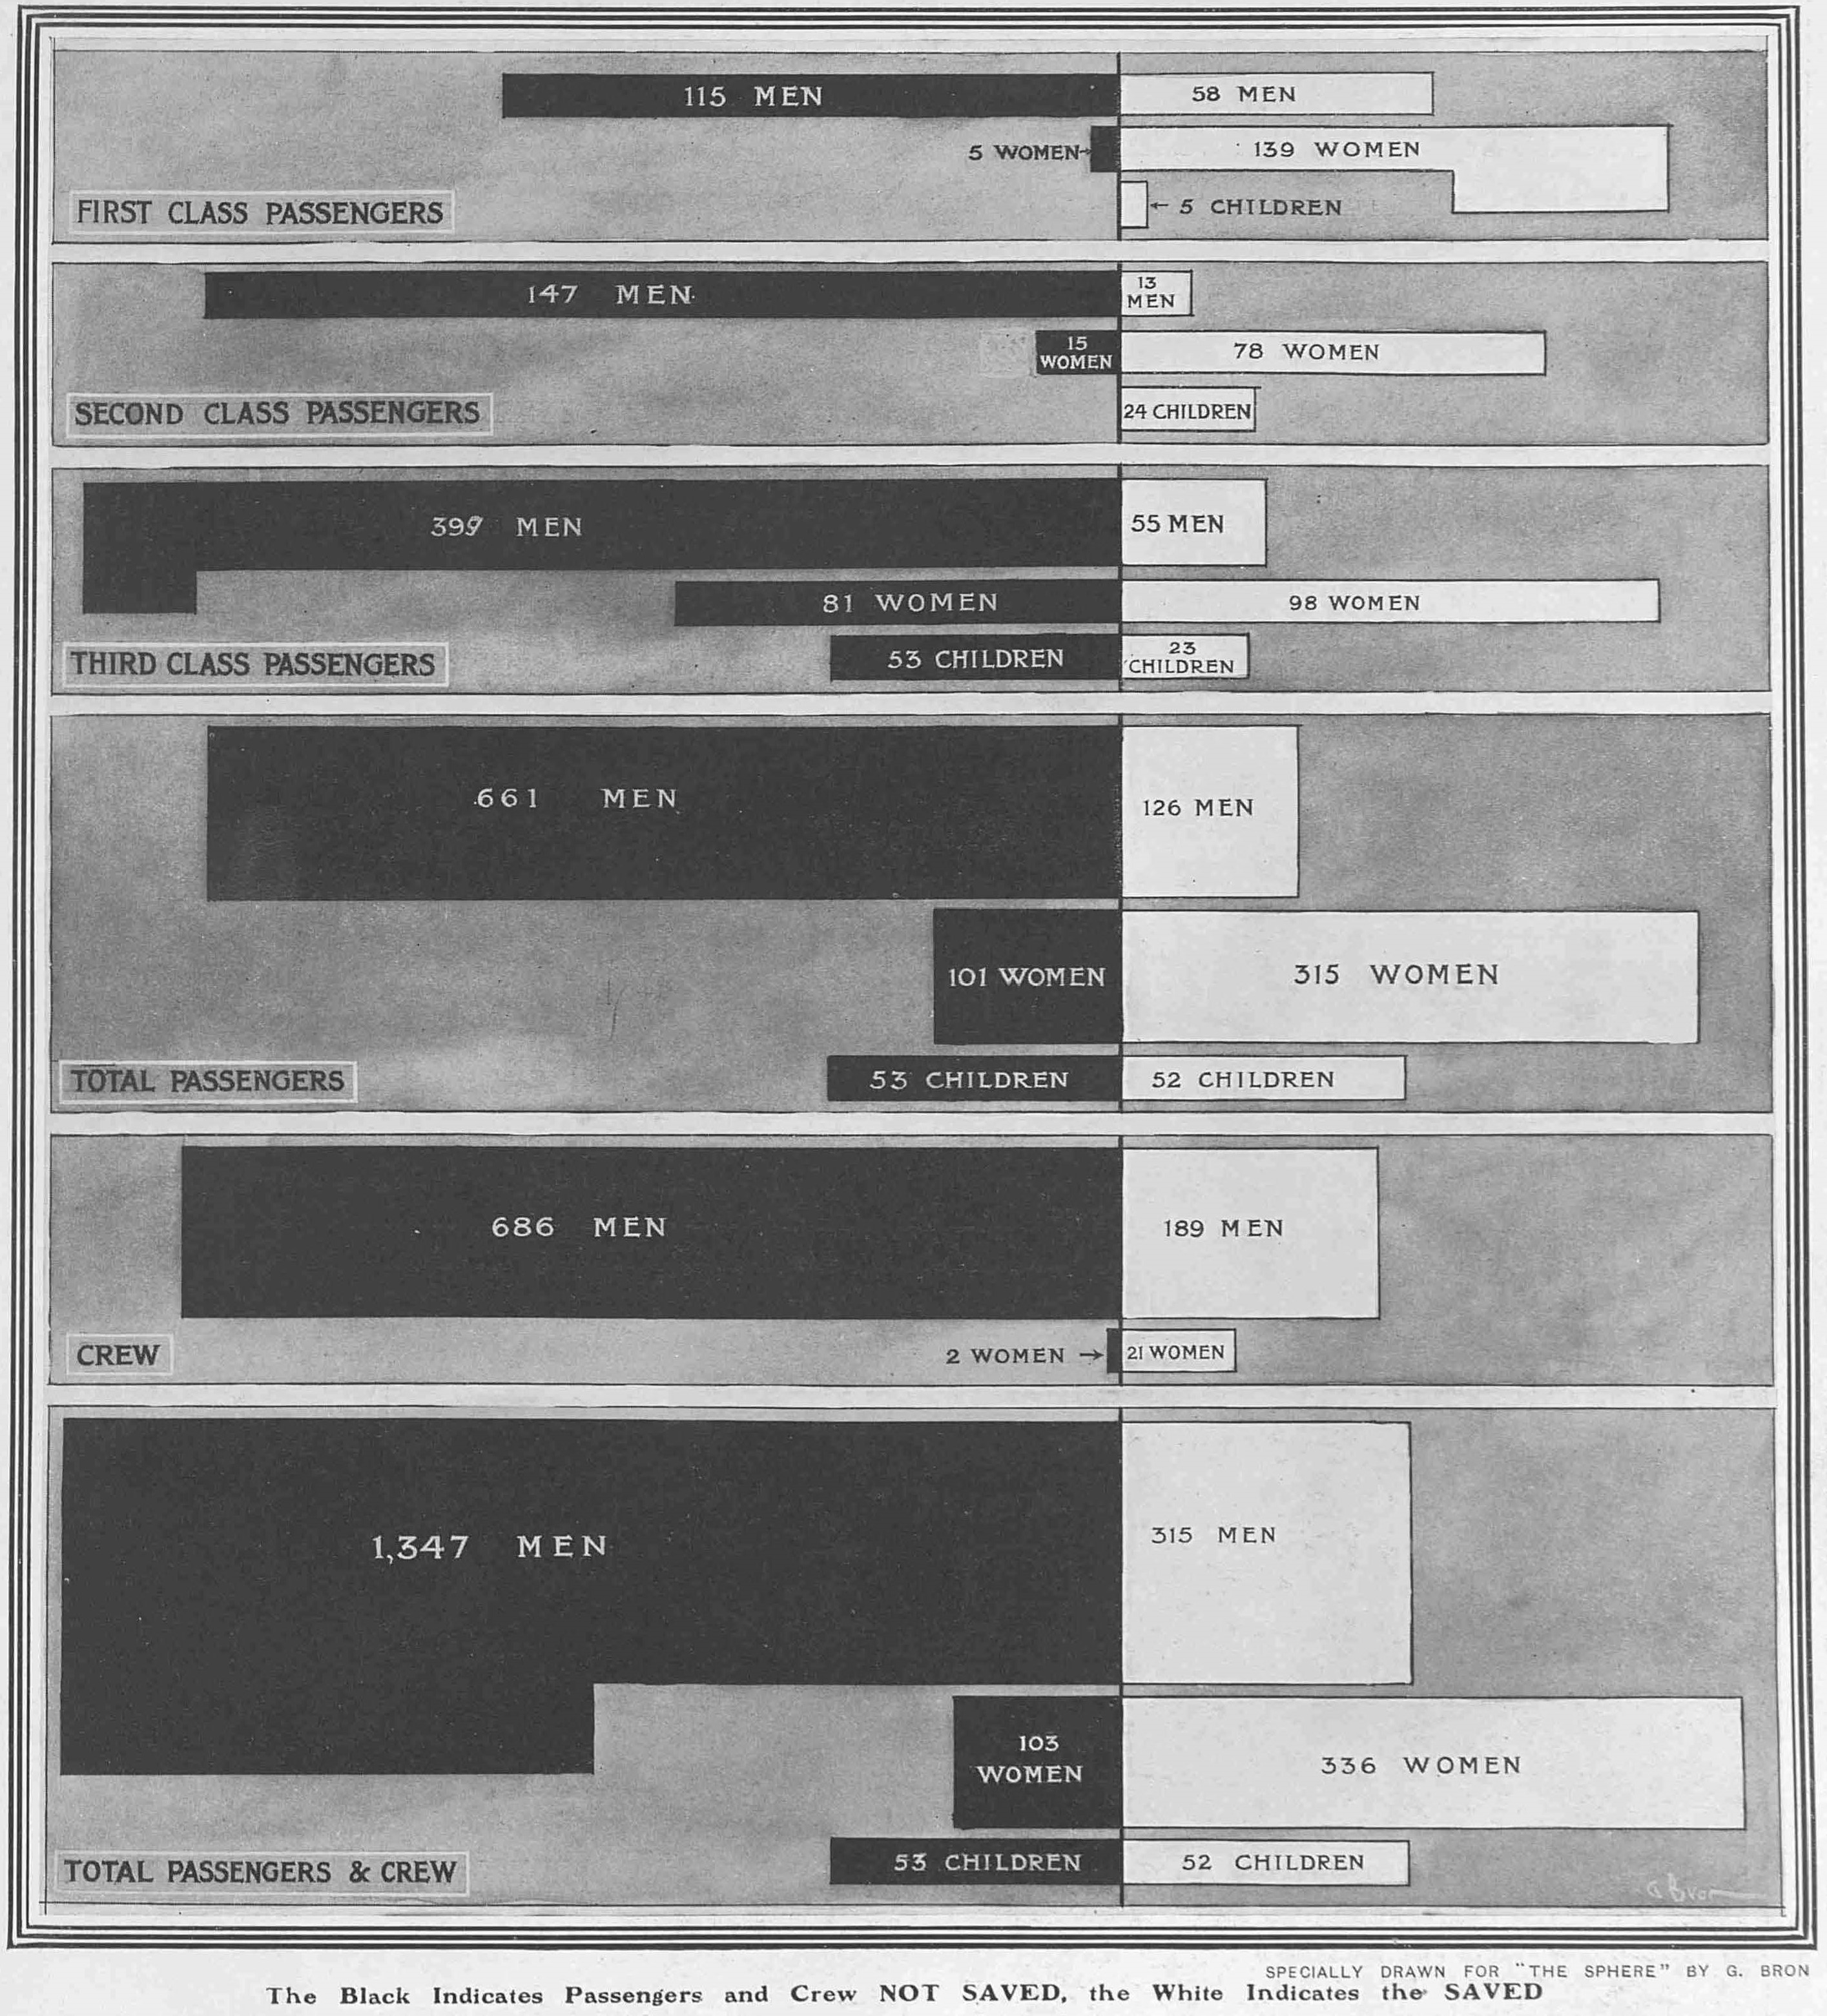 115 MEN
58 MEN
5 WOMEN
139 WOMEN
5 CHILDREN
FIRST CLASS PASSENGERS
147 MEN
13
MEN
15
WOMEN
78 WOMEN
24 CHILDREN
SECOND CLASS PASSENGERS
399 MEN
55 MEN
81 WOMEN
98 WOMEN
53 CHILDREN
23
CHILDREN
THIRD CLASS PASSENGERS
661 MEN
126 MEN
101 WOMEN
315 WOMEN
53 CHILDREN
52 CHILDREN
TOTAL PASSENGERS
686 MEN
189 MEN
2 WOMEN
21 WOMEN
CREW
1,347 MEN
315 MEN
103
WOMEN
336 WOMEN
53 CHILDREN
52 CHILDREN
TOTAL PASSENGERS & CREW
G Bron
SPECIALLY DRAWN FOR "THE SPHERE" BY G. BRON
The Black Indicates Passengers and Crew NOT SAVED, the White Indicates the SAVED